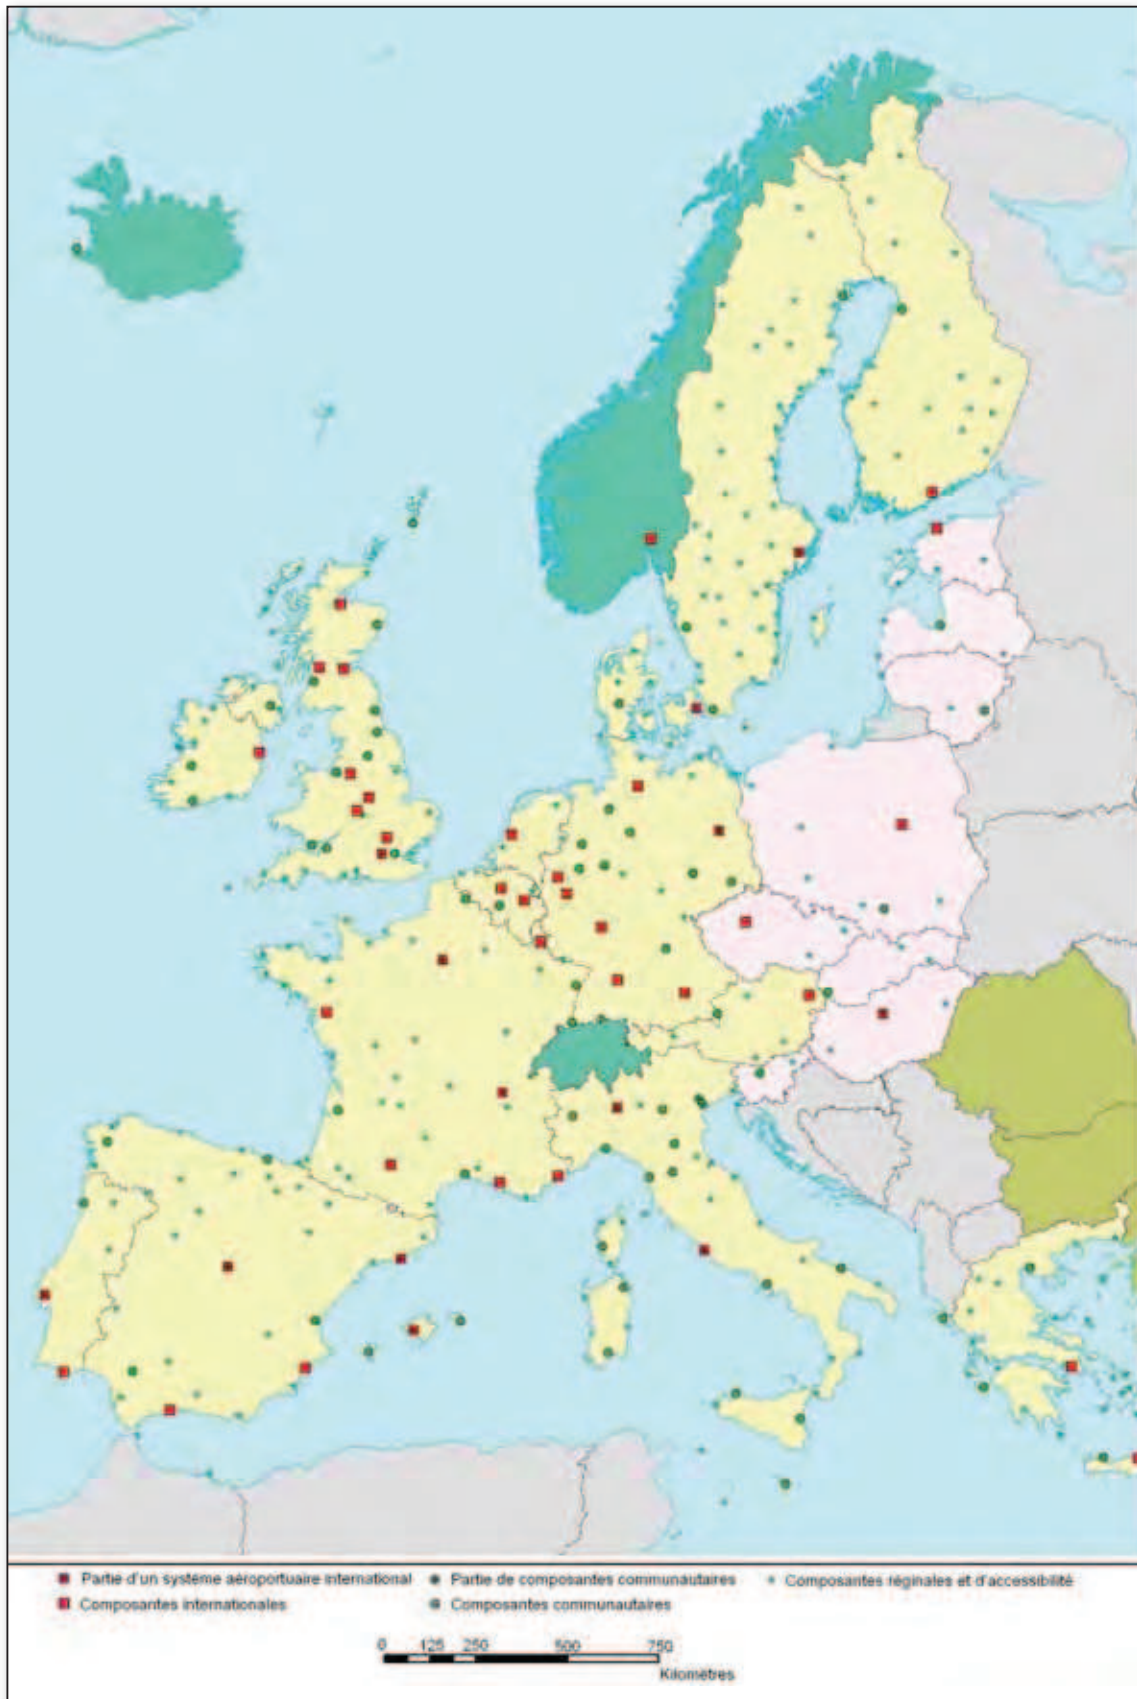 Partie d'un système aéroportuaire international
Partie de composantes communautaires
Composantes réginales et d'accessibilité
Composantes internationales
Composantes communautaires
0 125 250 500 750
Kilomètres